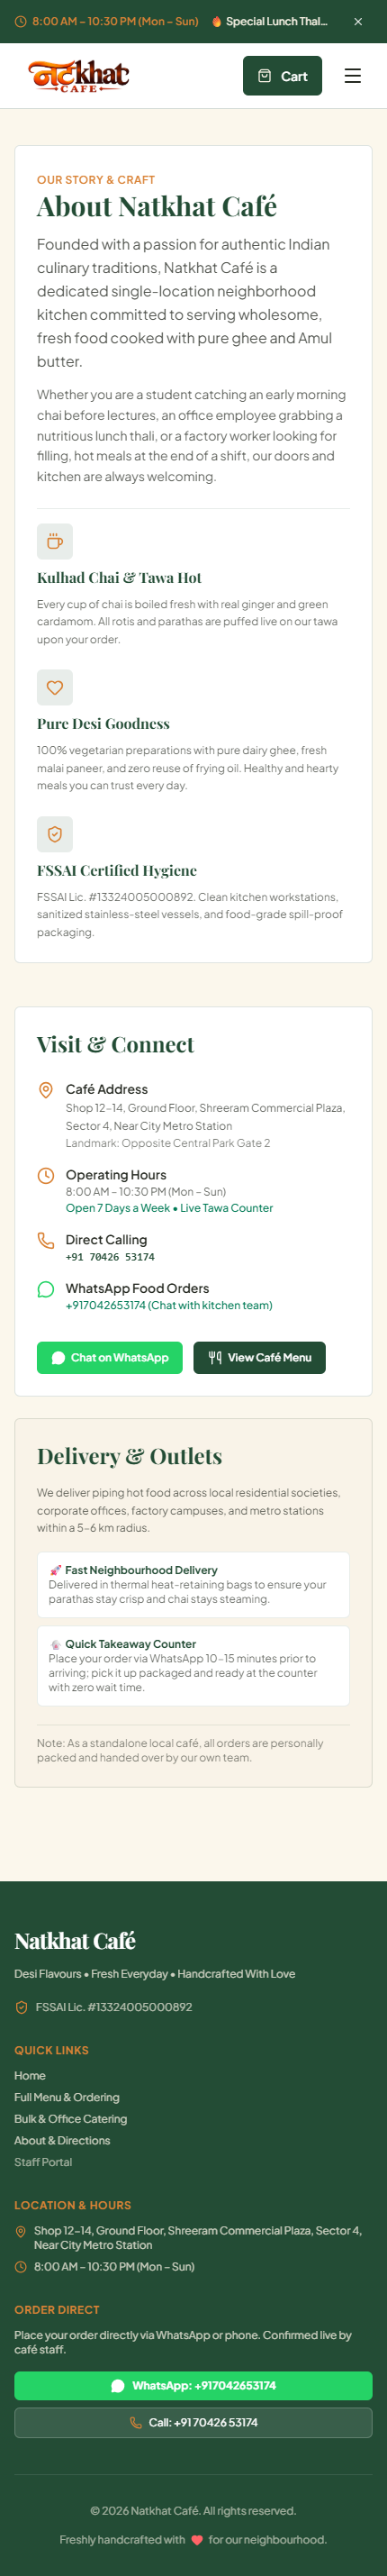 8:00 AM – 10:30 PM (Mon – Sun) 🔥 Special Lunch Thal…
नटखट
CAFE
Cart
OUR STORY & CRAFT
About Natkhat Café
Founded with a passion for authentic Indian
culinary traditions, Natkhat Café is a
dedicated single-location neighborhood
kitchen committed to serving wholesome,
fresh food cooked with pure ghee and Amul
butter.
Whether you are a student catching an early morning
chai before lectures, an office employee grabbing a
nutritious lunch thali, or a factory worker looking for
filling, hot meals at the end of a shift, our doors and
kitchen are always welcoming.
Kulhad Chai & Tawa Hot
Every cup of chai is boiled fresh with real ginger and green
cardamom. All rotis and parathas are puffed live on our tawa
upon your order.
Pure Desi Goodness
100% vegetarian preparations with pure dairy ghee, fresh
malai paneer, and zero reuse of frying oil. Healthy and hearty
meals you can trust every day.
FSSAI Certified Hygiene
FSSAI Lic. #13324005000892. Clean kitchen workstations,
sanitized stainless-steel vessels, and food-grade spill-proof
packaging.
Visit & Connect
Café Address
Shop 12-14, Ground Floor, Shreeram Commercial Plaza,
Sector 4, Near City Metro Station
Landmark: Opposite Central Park Gate 2
Operating Hours
8:00 AM – 10:30 PM (Mon – Sun)
Open 7 Days a Week • Live Tawa Counter
Direct Calling
+91 70426 53174
WhatsApp Food Orders
+917042653174 (Chat with kitchen team)
Chat on WhatsApp
View Café Menu
Delivery & Outlets
We deliver piping hot food across local residential societies,
corporate offices, factory campuses, and metro stations
within a 5–6 km radius.
🚀 Fast Neighbourhood Delivery
Delivered in thermal heat-retaining bags to ensure your
parathas stay crisp and chai stays steaming.
Quick Takeaway Counter
Place your order via WhatsApp 10–15 minutes prior to
arriving; pick it up packaged and ready at the counter
with zero wait time.
Note: As a standalone local café, all orders are personally
packed and handed over by our own team.
Natkhat Café
Desi Flavours • Fresh Everyday • Handcrafted With Love
FSSAI Lic. #13324005000892
QUICK LINKS
Home
Full Menu & Ordering
Bulk & Office Catering
About & Directions
Staff Portal
LOCATION & HOURS
Shop 12-14, Ground Floor, Shreeram Commercial Plaza, Sector 4,
Near City Metro Station
8:00 AM – 10:30 PM (Mon – Sun)
ORDER DIRECT
Place your order directly via WhatsApp or phone. Confirmed live by
café staff.
WhatsApp: +917042653174
Call: +91 70426 53174
© 2026 Natkhat Café. All rights reserved.
Freshly handcrafted with ❤️ for our neighbourhood.